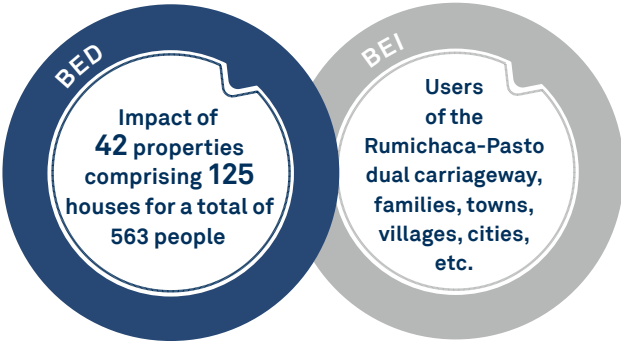 BED
Impact of
42 properties
comprising 125
houses for a total of
563 people
BEI
Users
of the
Rumichaca-Pasto
dual carriageway,
families, towns,
villages, cities,
etc.